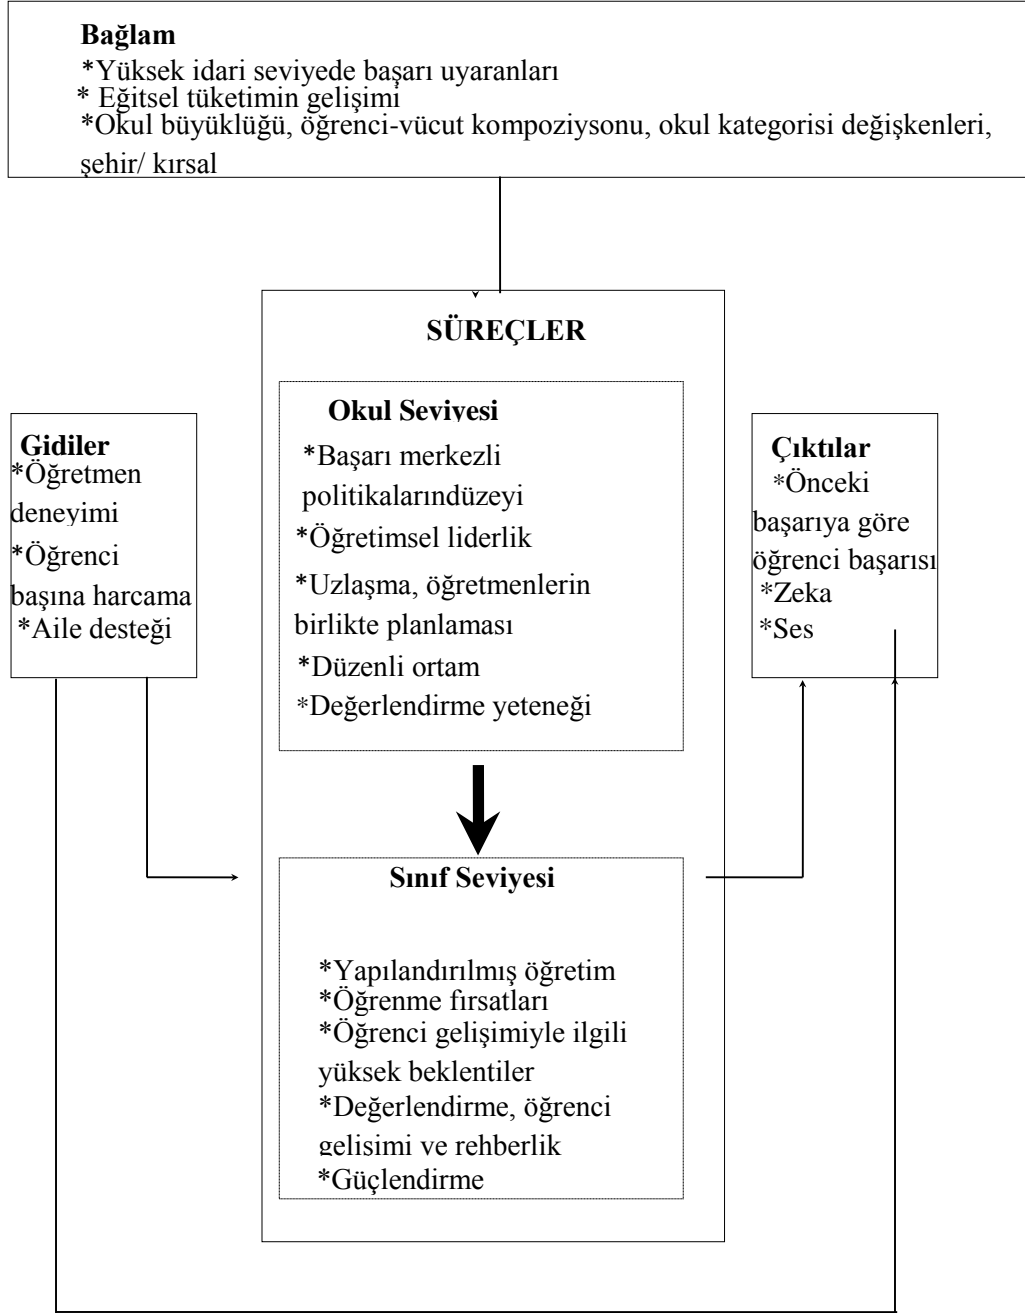 Bağlam
*Yüksek idari seviyede başarı uyaranları
* Eğitsel tüketimin gelişimi
*Okul büyüklüğü, öğrenci-vücut kompoziysonu, okul kategorisi değişkenleri,
şehir/ kırsal
SÜREÇLER
Okul Seviyesi
*Başarı merkezli
politikalarındüzeyi
*Öğretimsel liderlik
*Uzlaşma, öğretmenlerin
birlikte planlaması
*Düzenli ortam
*Değerlendirme yeteneği
Gidiler
*Öğretmen
deneyimi
*Öğrenci
başına harcama
*Aile desteği
Çıktılar
*Önceki
başarıya göre
öğrenci başarısı
*Zeka
*Ses
Sınıf Seviyesi
*Yapılandırılmış öğretim
*Öğrenme fırsatları
*Öğrenci gelişimiyle ilgili
yüksek beklentiler
*Değerlendirme, öğrenci
gelişimi ve rehberlik
*Güçlendirme